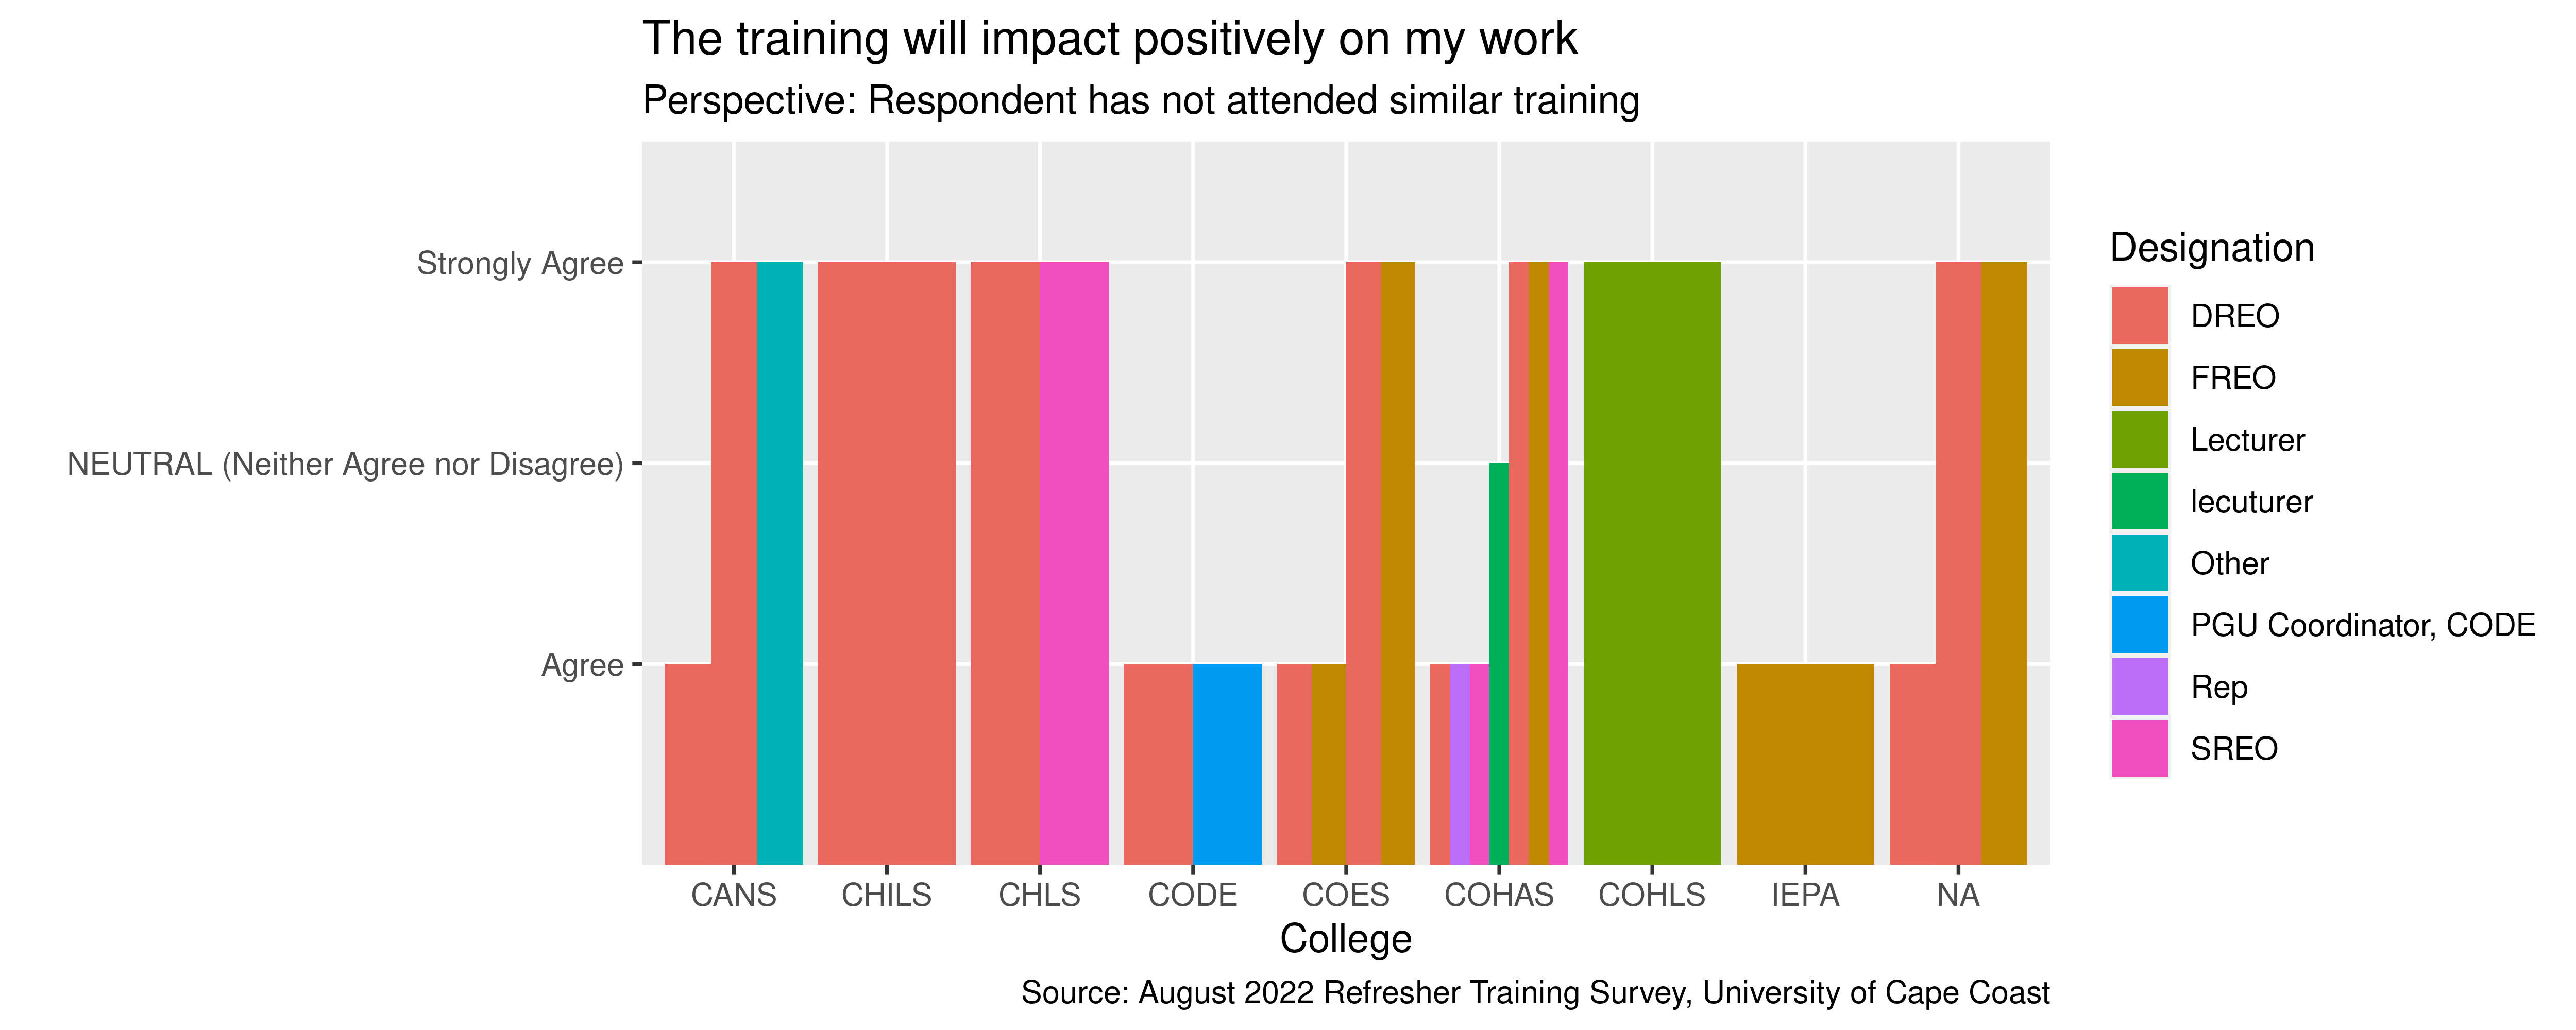 The training will impact positively on my work
Perspective: Respondent has not attended similar training
Strongly Agree
NEUTRAL (Neither Agree nor Disagree)
Agree
CANS CHILS CHLS CODE COES COHAS COHLS IEPA NA
College
Source: August 2022 Refresher Training Survey, University of Cape Coast
Designation
DREO
FREO
Lecturer
lecuturer
Other
PGU Coordinator, CODE
Rep
SREO